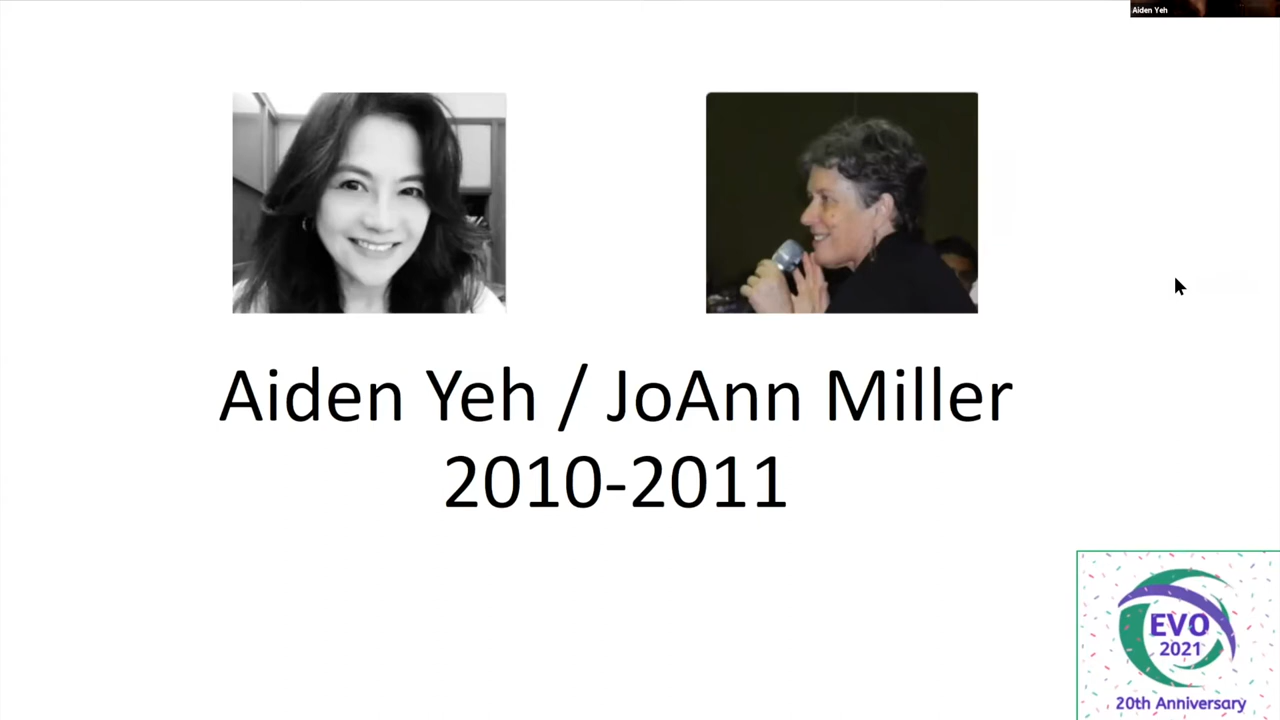 Aiden Yeh
Aiden Yeh / JoAnn Miller
2010-2011
EVO
2021
20th Anniversary